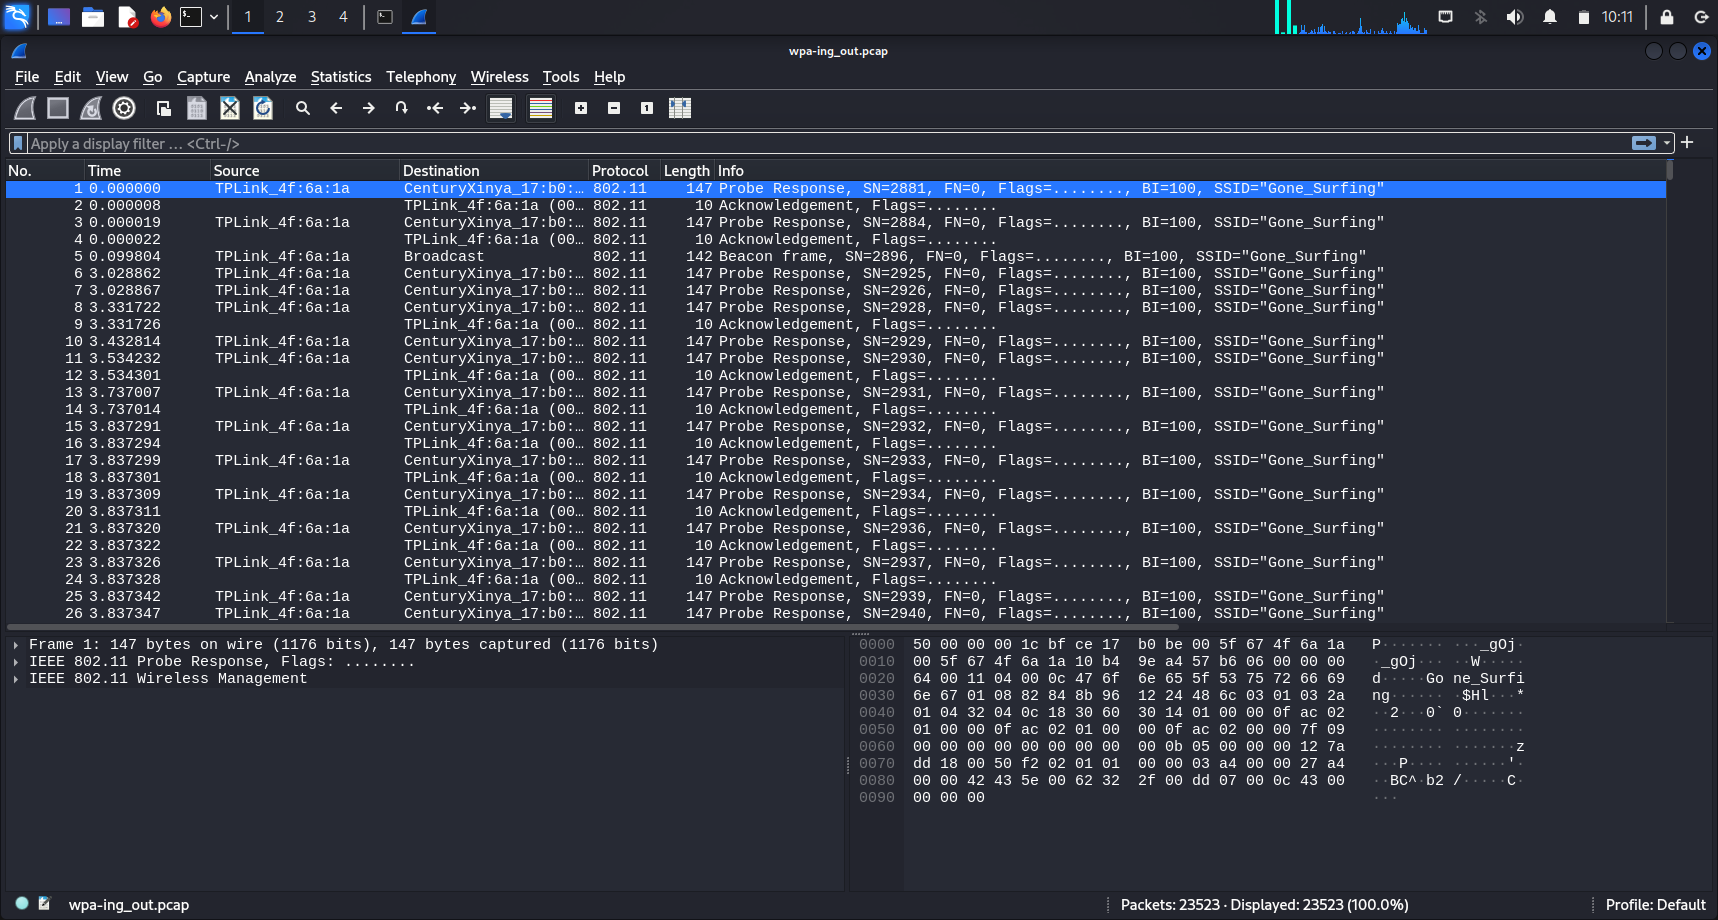 1 2 3 4 10:11
wpa-ing_out.pcap
File Edit View Go Capture Analyze Statistics Telephony Wireless Tools Help
Apply a display filter … <Ctrl-/>
No. Time Source Destination Protocol Length Info
1 0.000000 TPLink_4f:6a:1a CenturyXinya_17:b0:… 802.11 147 Probe Response, SN=2881, FN=0, Flags=........, BI=100, SSID="Gone_Surfing"
2 0.000008 TPLink_4f:6a:1a (00… 802.11 10 Acknowledgement, Flags=........
3 0.000019 TPLink_4f:6a:1a CenturyXinya_17:b0:… 802.11 147 Probe Response, SN=2884, FN=0, Flags=........, BI=100, SSID="Gone_Surfing"
4 0.000022 TPLink_4f:6a:1a (00… 802.11 10 Acknowledgement, Flags=........
5 0.099804 TPLink_4f:6a:1a Broadcast 802.11 142 Beacon frame, SN=2896, FN=0, Flags=........, BI=100, SSID="Gone_Surfing"
6 3.028862 TPLink_4f:6a:1a CenturyXinya_17:b0:… 802.11 147 Probe Response, SN=2925, FN=0, Flags=........, BI=100, SSID="Gone_Surfing"
7 3.028867 TPLink_4f:6a:1a CenturyXinya_17:b0:… 802.11 147 Probe Response, SN=2926, FN=0, Flags=........, BI=100, SSID="Gone_Surfing"
8 3.331722 TPLink_4f:6a:1a CenturyXinya_17:b0:… 802.11 147 Probe Response, SN=2928, FN=0, Flags=........, BI=100, SSID="Gone_Surfing"
9 3.331726 TPLink_4f:6a:1a (00… 802.11 10 Acknowledgement, Flags=........
10 3.432814 TPLink_4f:6a:1a CenturyXinya_17:b0:… 802.11 147 Probe Response, SN=2929, FN=0, Flags=........, BI=100, SSID="Gone_Surfing"
11 3.534232 TPLink_4f:6a:1a CenturyXinya_17:b0:… 802.11 147 Probe Response, SN=2930, FN=0, Flags=........, BI=100, SSID="Gone_Surfing"
12 3.534301 TPLink_4f:6a:1a (00… 802.11 10 Acknowledgement, Flags=........
13 3.737007 TPLink_4f:6a:1a CenturyXinya_17:b0:… 802.11 147 Probe Response, SN=2931, FN=0, Flags=........, BI=100, SSID="Gone_Surfing"
14 3.737014 TPLink_4f:6a:1a (00… 802.11 10 Acknowledgement, Flags=........
15 3.837291 TPLink_4f:6a:1a CenturyXinya_17:b0:… 802.11 147 Probe Response, SN=2932, FN=0, Flags=........, BI=100, SSID="Gone_Surfing"
16 3.837294 TPLink_4f:6a:1a (00… 802.11 10 Acknowledgement, Flags=........
17 3.837299 TPLink_4f:6a:1a CenturyXinya_17:b0:… 802.11 147 Probe Response, SN=2933, FN=0, Flags=........, BI=100, SSID="Gone_Surfing"
18 3.837301 TPLink_4f:6a:1a (00… 802.11 10 Acknowledgement, Flags=........
19 3.837309 TPLink_4f:6a:1a CenturyXinya_17:b0:… 802.11 147 Probe Response, SN=2934, FN=0, Flags=........, BI=100, SSID="Gone_Surfing"
20 3.837311 TPLink_4f:6a:1a (00… 802.11 10 Acknowledgement, Flags=........
21 3.837320 TPLink_4f:6a:1a CenturyXinya_17:b0:… 802.11 147 Probe Response, SN=2936, FN=0, Flags=........, BI=100, SSID="Gone_Surfing"
22 3.837322 TPLink_4f:6a:1a (00… 802.11 10 Acknowledgement, Flags=........
23 3.837326 TPLink_4f:6a:1a CenturyXinya_17:b0:… 802.11 147 Probe Response, SN=2937, FN=0, Flags=........, BI=100, SSID="Gone_Surfing"
24 3.837328 TPLink_4f:6a:1a (00… 802.11 10 Acknowledgement, Flags=........
25 3.837342 TPLink_4f:6a:1a CenturyXinya_17:b0:… 802.11 147 Probe Response, SN=2939, FN=0, Flags=........, BI=100, SSID="Gone_Surfing"
26 3.837347 TPLink_4f:6a:1a CenturyXinya_17:b0:… 802.11 147 Probe Response, SN=2940, FN=0, Flags=........, BI=100, SSID="Gone_Surfing"
Frame 1: 147 bytes on wire (1176 bits), 147 bytes captured (1176 bits)
IEEE 802.11 Probe Response, Flags: ........
IEEE 802.11 Wireless Management
0000 50 00 00 00 1c bf ce 17 b0 be 00 5f 67 4f 6a 1a P······· ···_gOj·
0010 00 5f 67 4f 6a 1a 10 b4 9e a4 57 b6 06 00 00 00 ·_gOj··· ··W·····
0020 64 00 11 04 00 0c 47 6f 6e 65 5f 53 75 72 66 69 d·····Go ne_Surfi
0030 6e 67 01 08 82 84 8b 96 12 24 48 6c 03 01 03 2a ng······ ·$Hl···*
0040 01 04 32 04 0c 18 30 60 30 14 01 00 00 0f ac 02 ··2···0` 0·······
0050 01 00 00 0f ac 02 01 00 00 0f ac 02 00 00 7f 09 ········ ········
0060 00 00 00 00 00 00 00 00 00 0b 05 00 00 00 12 7a ········ ·······z
0070 dd 18 00 50 f2 02 01 01 00 00 03 a4 00 00 27 a4 ···P···· ······'·
0080 00 00 42 43 5e 00 62 32 2f 00 dd 07 00 0c 43 00 ··BC^·b2 /·····C·
0090 00 00 00 ···
wpa-ing_out.pcap Packets: 23523 · Displayed: 23523 (100.0%) Profile: Default